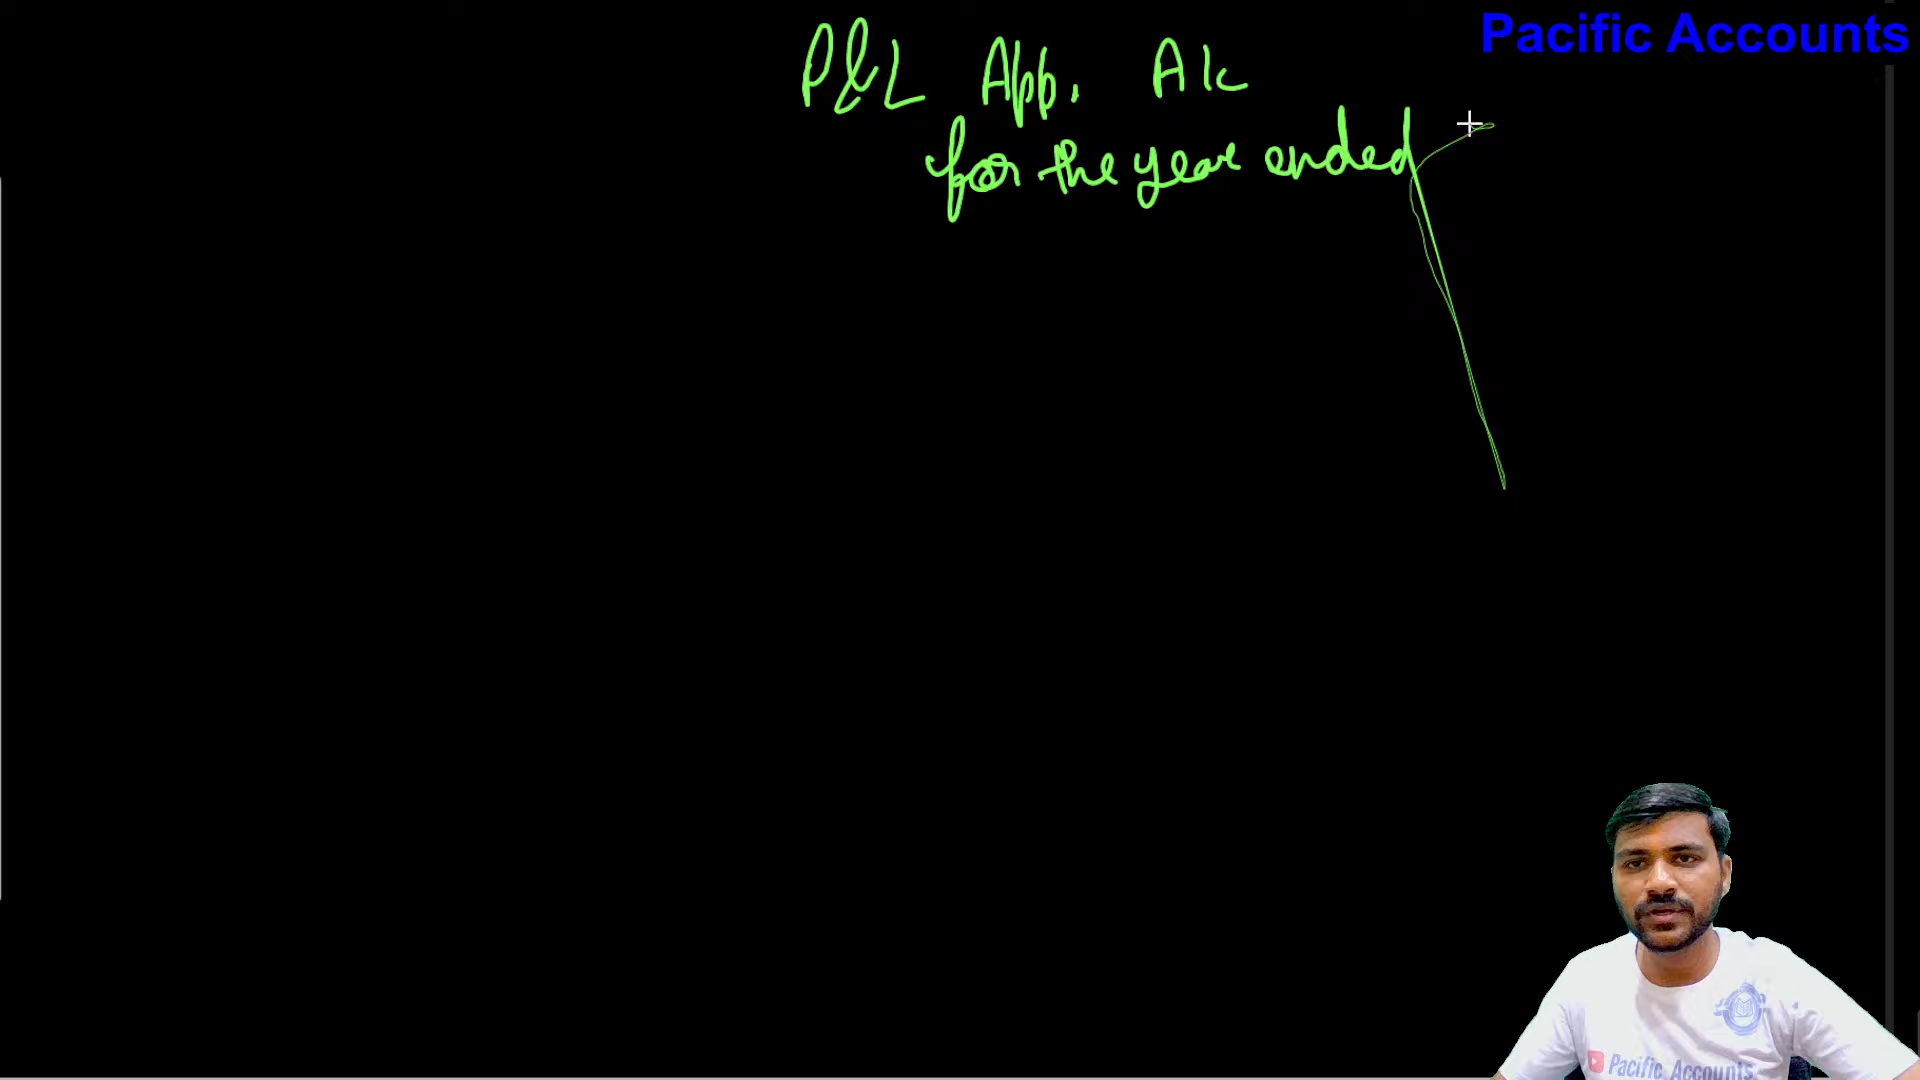 Pacific Accounts
P&L App. A/c
for the year ended
Pacific Accounts